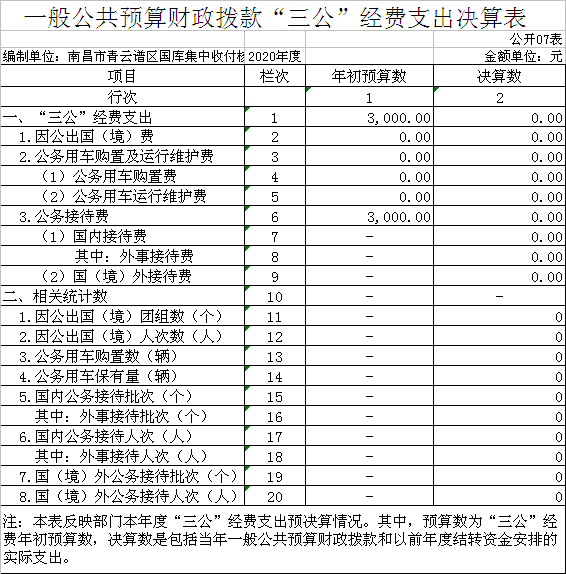 一般公共预算财政拨款“三公”经费支出决算表
公开07表
编制单位：南昌市青云谱区国库集中收付核 2020年度 金额单位：元
项目 栏次 年初预算数 决算数
行次 1 2
一、“三公”经费支出 1 3,000.00 0.00
1.因公出国（境）费 2 0.00 0.00
2.公务用车购置及运行维护费 3 0.00 0.00
（1）公务用车购置费 4 0.00 0.00
（2）公务用车运行维护费 5 0.00 0.00
3.公务接待费 6 3,000.00 0.00
（1）国内接待费 7 － 0.00
其中：外事接待费 8 － 0.00
（2）国（境）外接待费 9 － 0.00
二、相关统计数 10 － －
1.因公出国（境）团组数（个） 11 － 0
2.因公出国（境）人次数（人） 12 － 0
3.公务用车购置数（辆） 13 － 0
4.公务用车保有量（辆） 14 － 0
5.国内公务接待批次（个） 15 － 0
其中：外事接待批次（个） 16 － 0
6.国内公务接待人次（人） 17 － 0
其中：外事接待人次（人） 18 － 0
7.国（境）外公务接待批次（个） 19 － 0
8.国（境）外公务接待人次（人） 20 － 0
注：本表反映部门本年度“三公”经费支出预决算情况。其中，预算数为“三公”经
费年初预算数，决算数是包括当年一般公共预算财政拨款和以前年度结转资金安排的
实际支出。